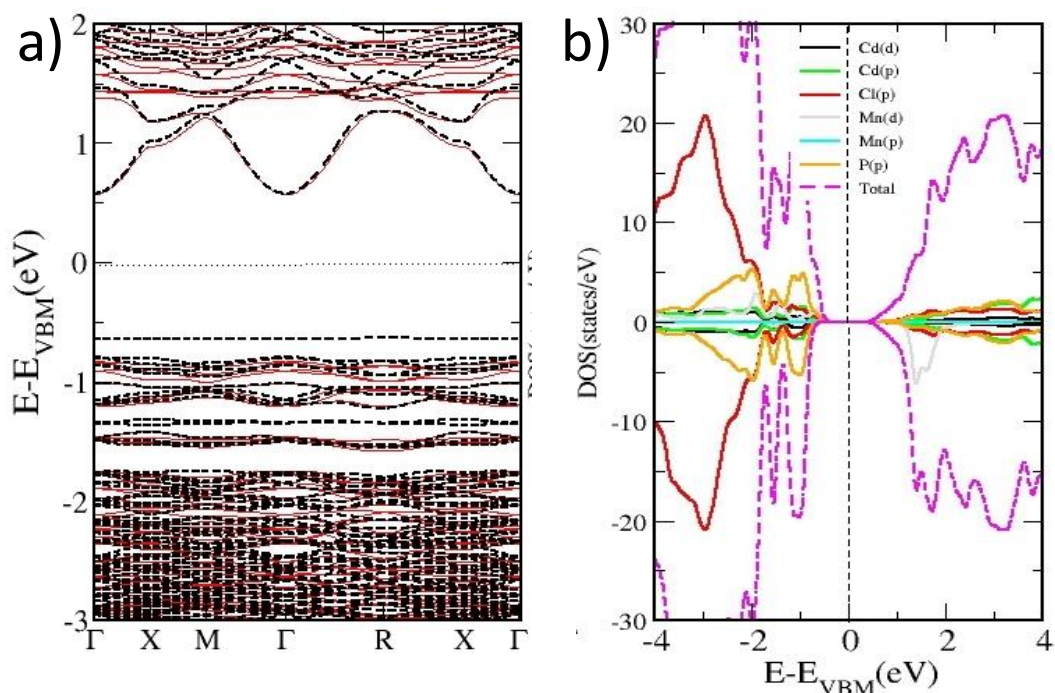 a)
2
1
0
-1
-2
-3
E-E_VBM(eV)
Γ X M Γ R X Γ
b)
30
20
10
0
-10
-20
-30
DOS(states/eV)
Cd(d)
Cd(p)
Cl(p)
Mn(d)
Mn(p)
P(p)
Total
-4 -2 0 2 4
E-E_VBM(eV)